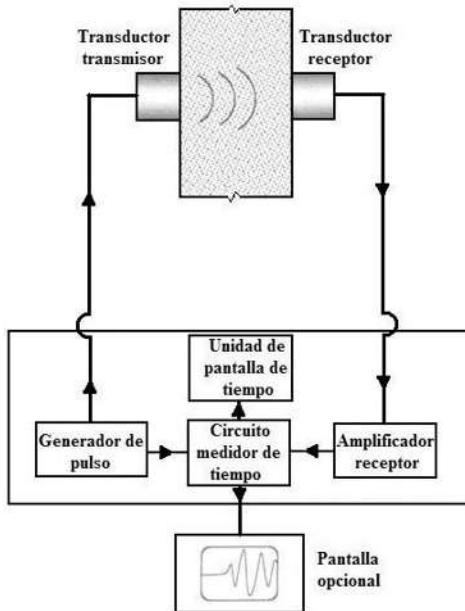 Transductor
transmisor
Transductor
receptor
Unidad de
pantalla de
tiempo
Generador de
pulso
Circuito
medidor de
tiempo
Amplificador
receptor
Pantalla
opcional